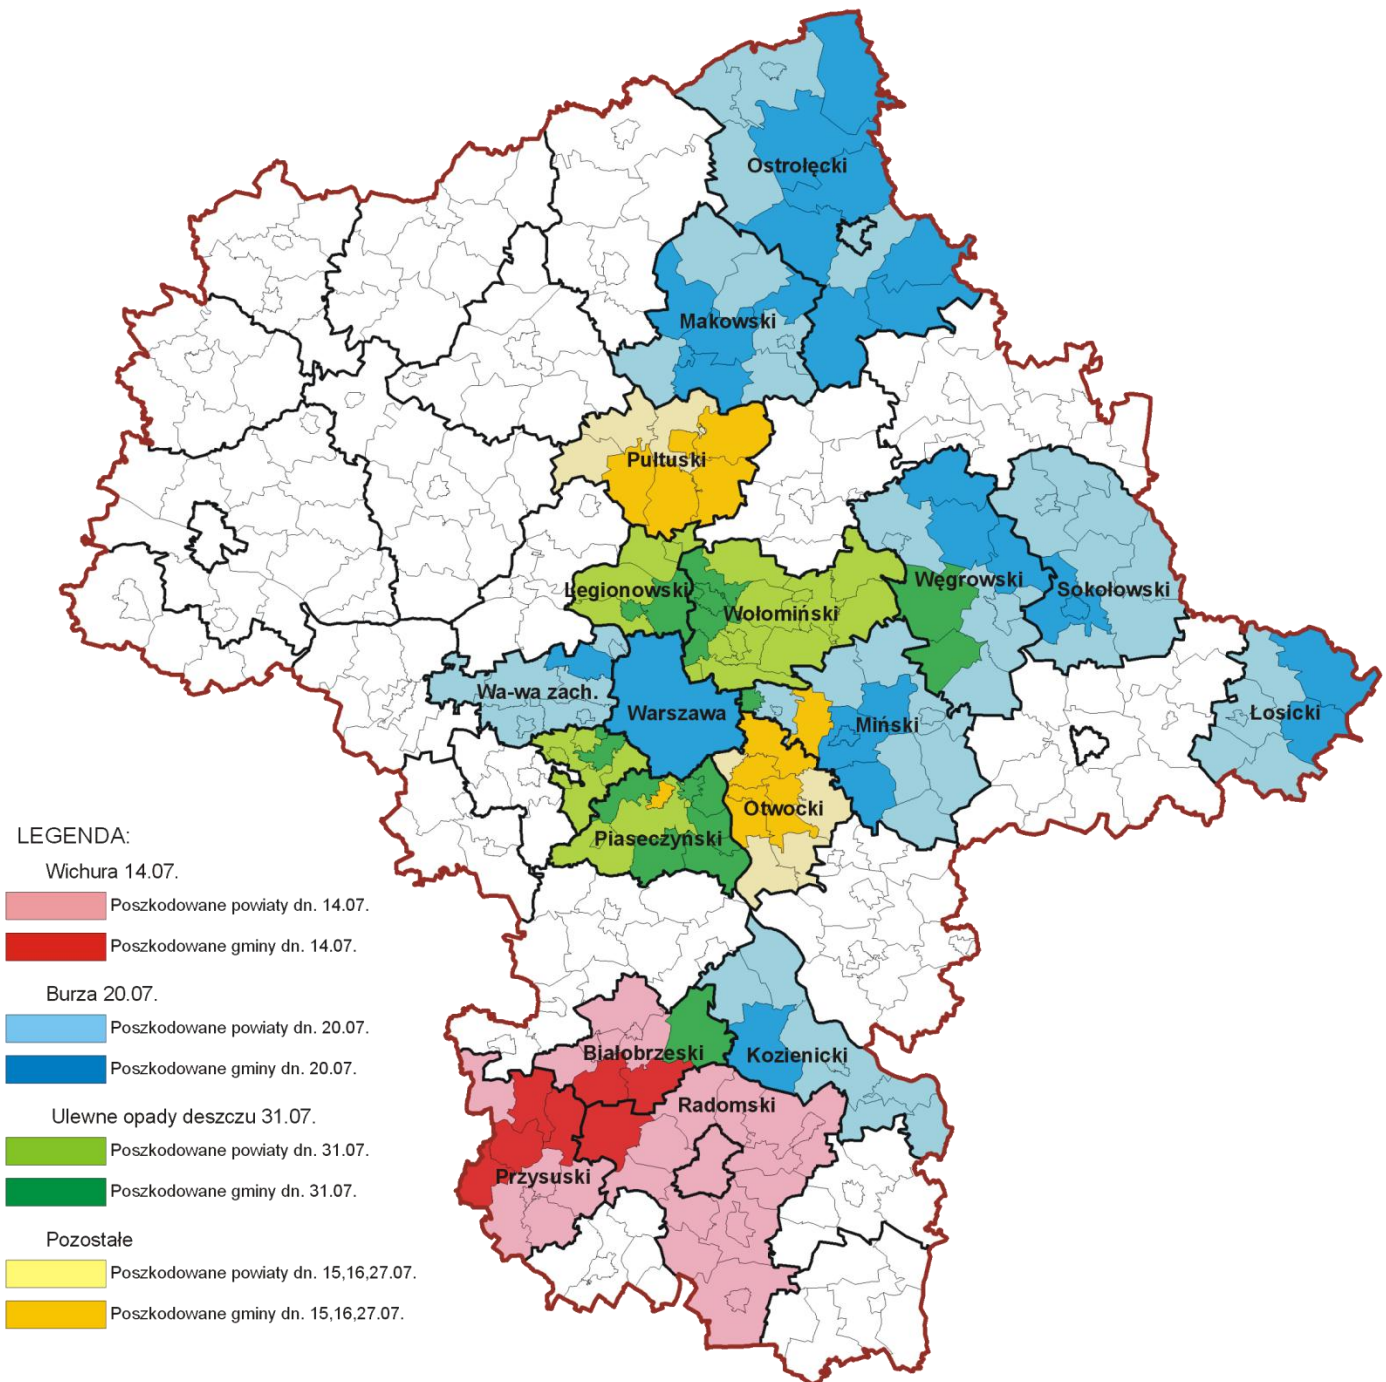 Ostrołęcki
Makowski
Pułtuski
Legionowski
Wołomiński
Węgrowski
Sokołowski
Wa-wa zach.
Warszawa
Miński
Łosicki
Otwocki
Piaseczyński
Białobrzeski
Kozienicki
Radomski
Przysuski
LEGENDA:
Wichura 14.07.
Poszkodowane powiaty dn. 14.07.
Poszkodowane gminy dn. 14.07.
Burza 20.07.
Poszkodowane powiaty dn. 20.07.
Poszkodowane gminy dn. 20.07.
Ulewne opady deszczu 31.07.
Poszkodowane powiaty dn. 31.07.
Poszkodowane gminy dn. 31.07.
Pozostałe
Poszkodowane powiaty dn. 15,16,27.07.
Poszkodowane gminy dn. 15,16,27.07.